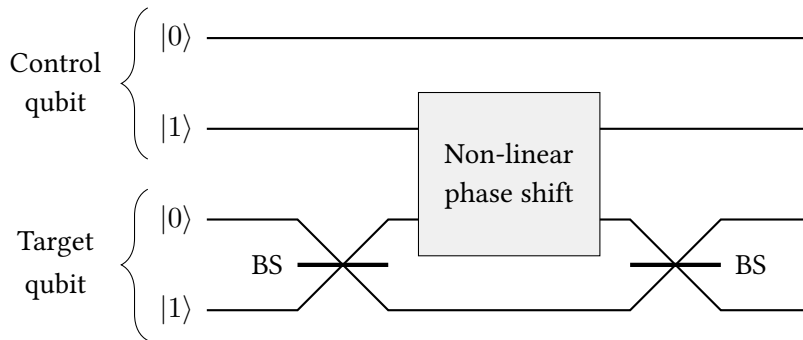 Control
qubit
|0⟩
|1⟩
Non-linear
phase shift
Target
qubit
|0⟩
|1⟩
BS
BS